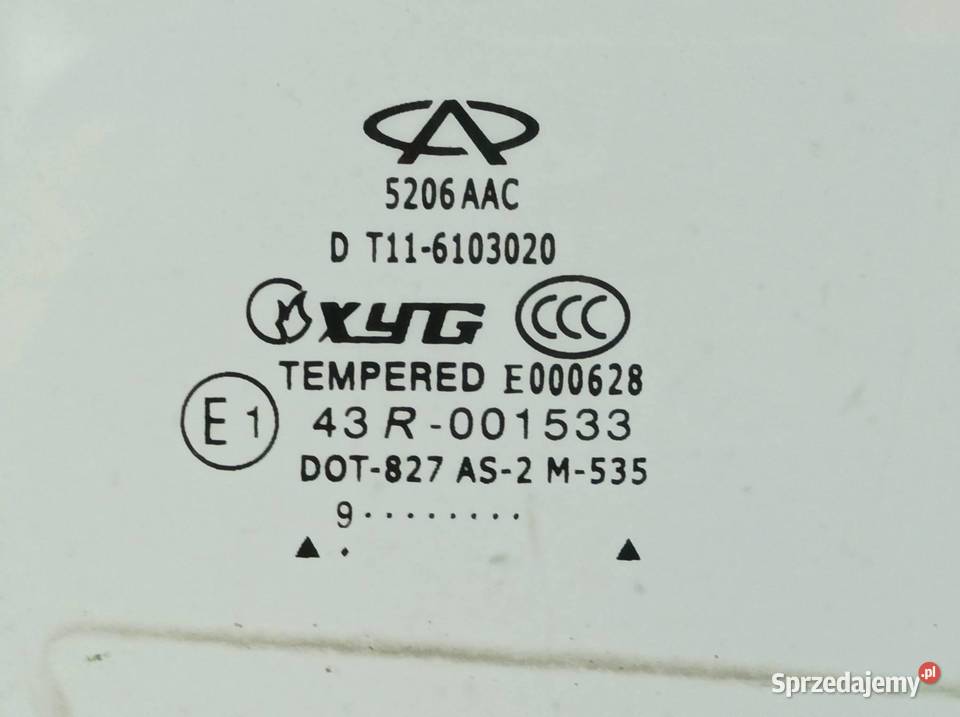 5206AAC
D T11-6103020
XYG CCC
TEMPERED E000628
E1 43R-001533
DOT-827 AS-2 M-535
9········
▲ · ▲
Sprzedajemy.pl